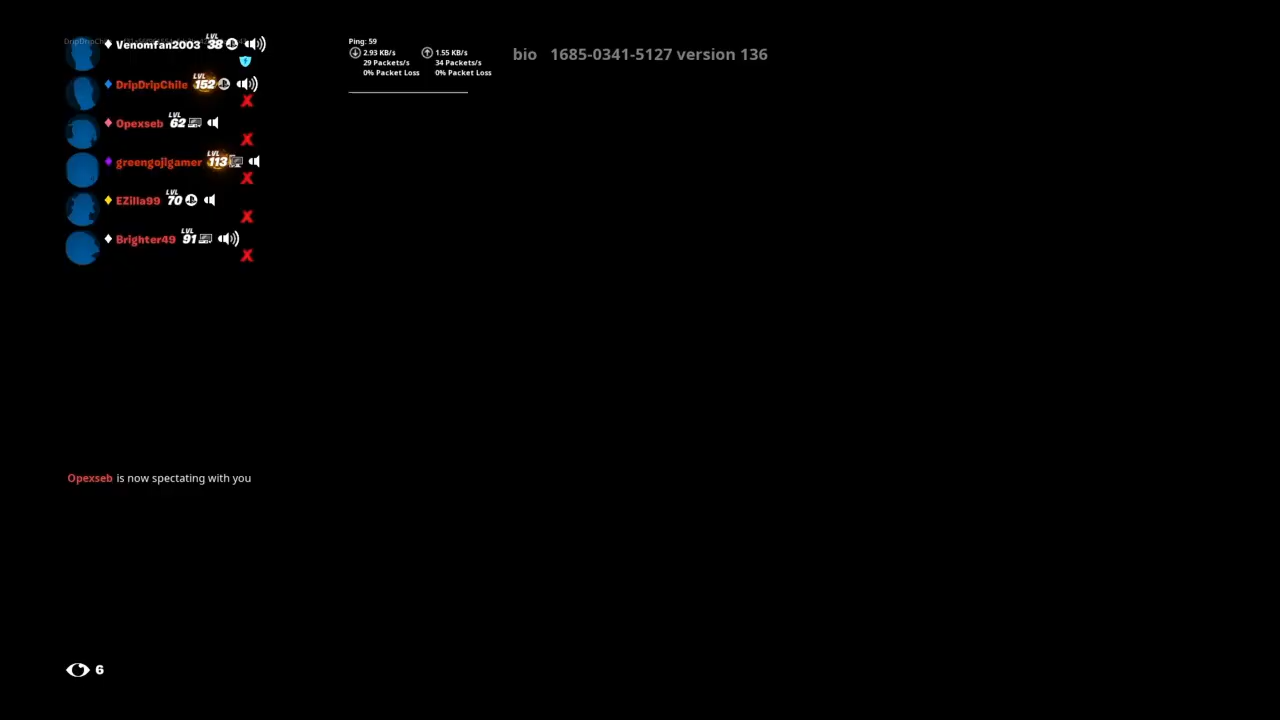 Venomfan2003 LVL 38
DripDripChile LVL 152
X
Opexseb LVL 62
X
greengojigamer LVL 113
X
EZilla99 LVL 70
X
Brighter49 LVL 91
X
Ping: 59
2.93 KB/s 1.55 KB/s
29 Packets/s 34 Packets/s
0% Packet Loss 0% Packet Loss
bio 1685-0341-5127 version 136
Opexseb is now spectating with you
6